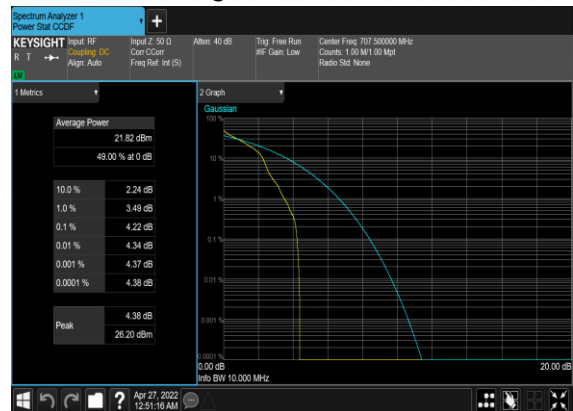 Spectrum Analyzer 1
Power Stat CCDF
+
KEYSIGHT
R T
LW
Input: RF
Coupling: DC
Align: Auto
Input Z: 50 Ω
Corr CCorr
Freq Ref: Int (S)
Atten: 40 dB
Trig: Free Run
#IF Gain: Low
Center Freq: 707.500000 MHz
Counts: 1.00 M/1.00 Mpt
Radio Std: None
1 Metrics
Average Power
21.82 dBm
49.00 % at 0 dB
10.0 % 2.24 dB
1.0 % 3.49 dB
0.1 % 4.22 dB
0.01 % 4.34 dB
0.001 % 4.37 dB
0.0001 % 4.38 dB
Peak
4.38 dB
26.20 dBm
2 Graph
Gaussian
100 %
10 %
1 %
0.1 %
0.01 %
0.001 %
0.0001 %
0.00 dB 20.00 dB
Info BW 10.000 MHz
?
Apr 27, 2022
12:51:16 AM